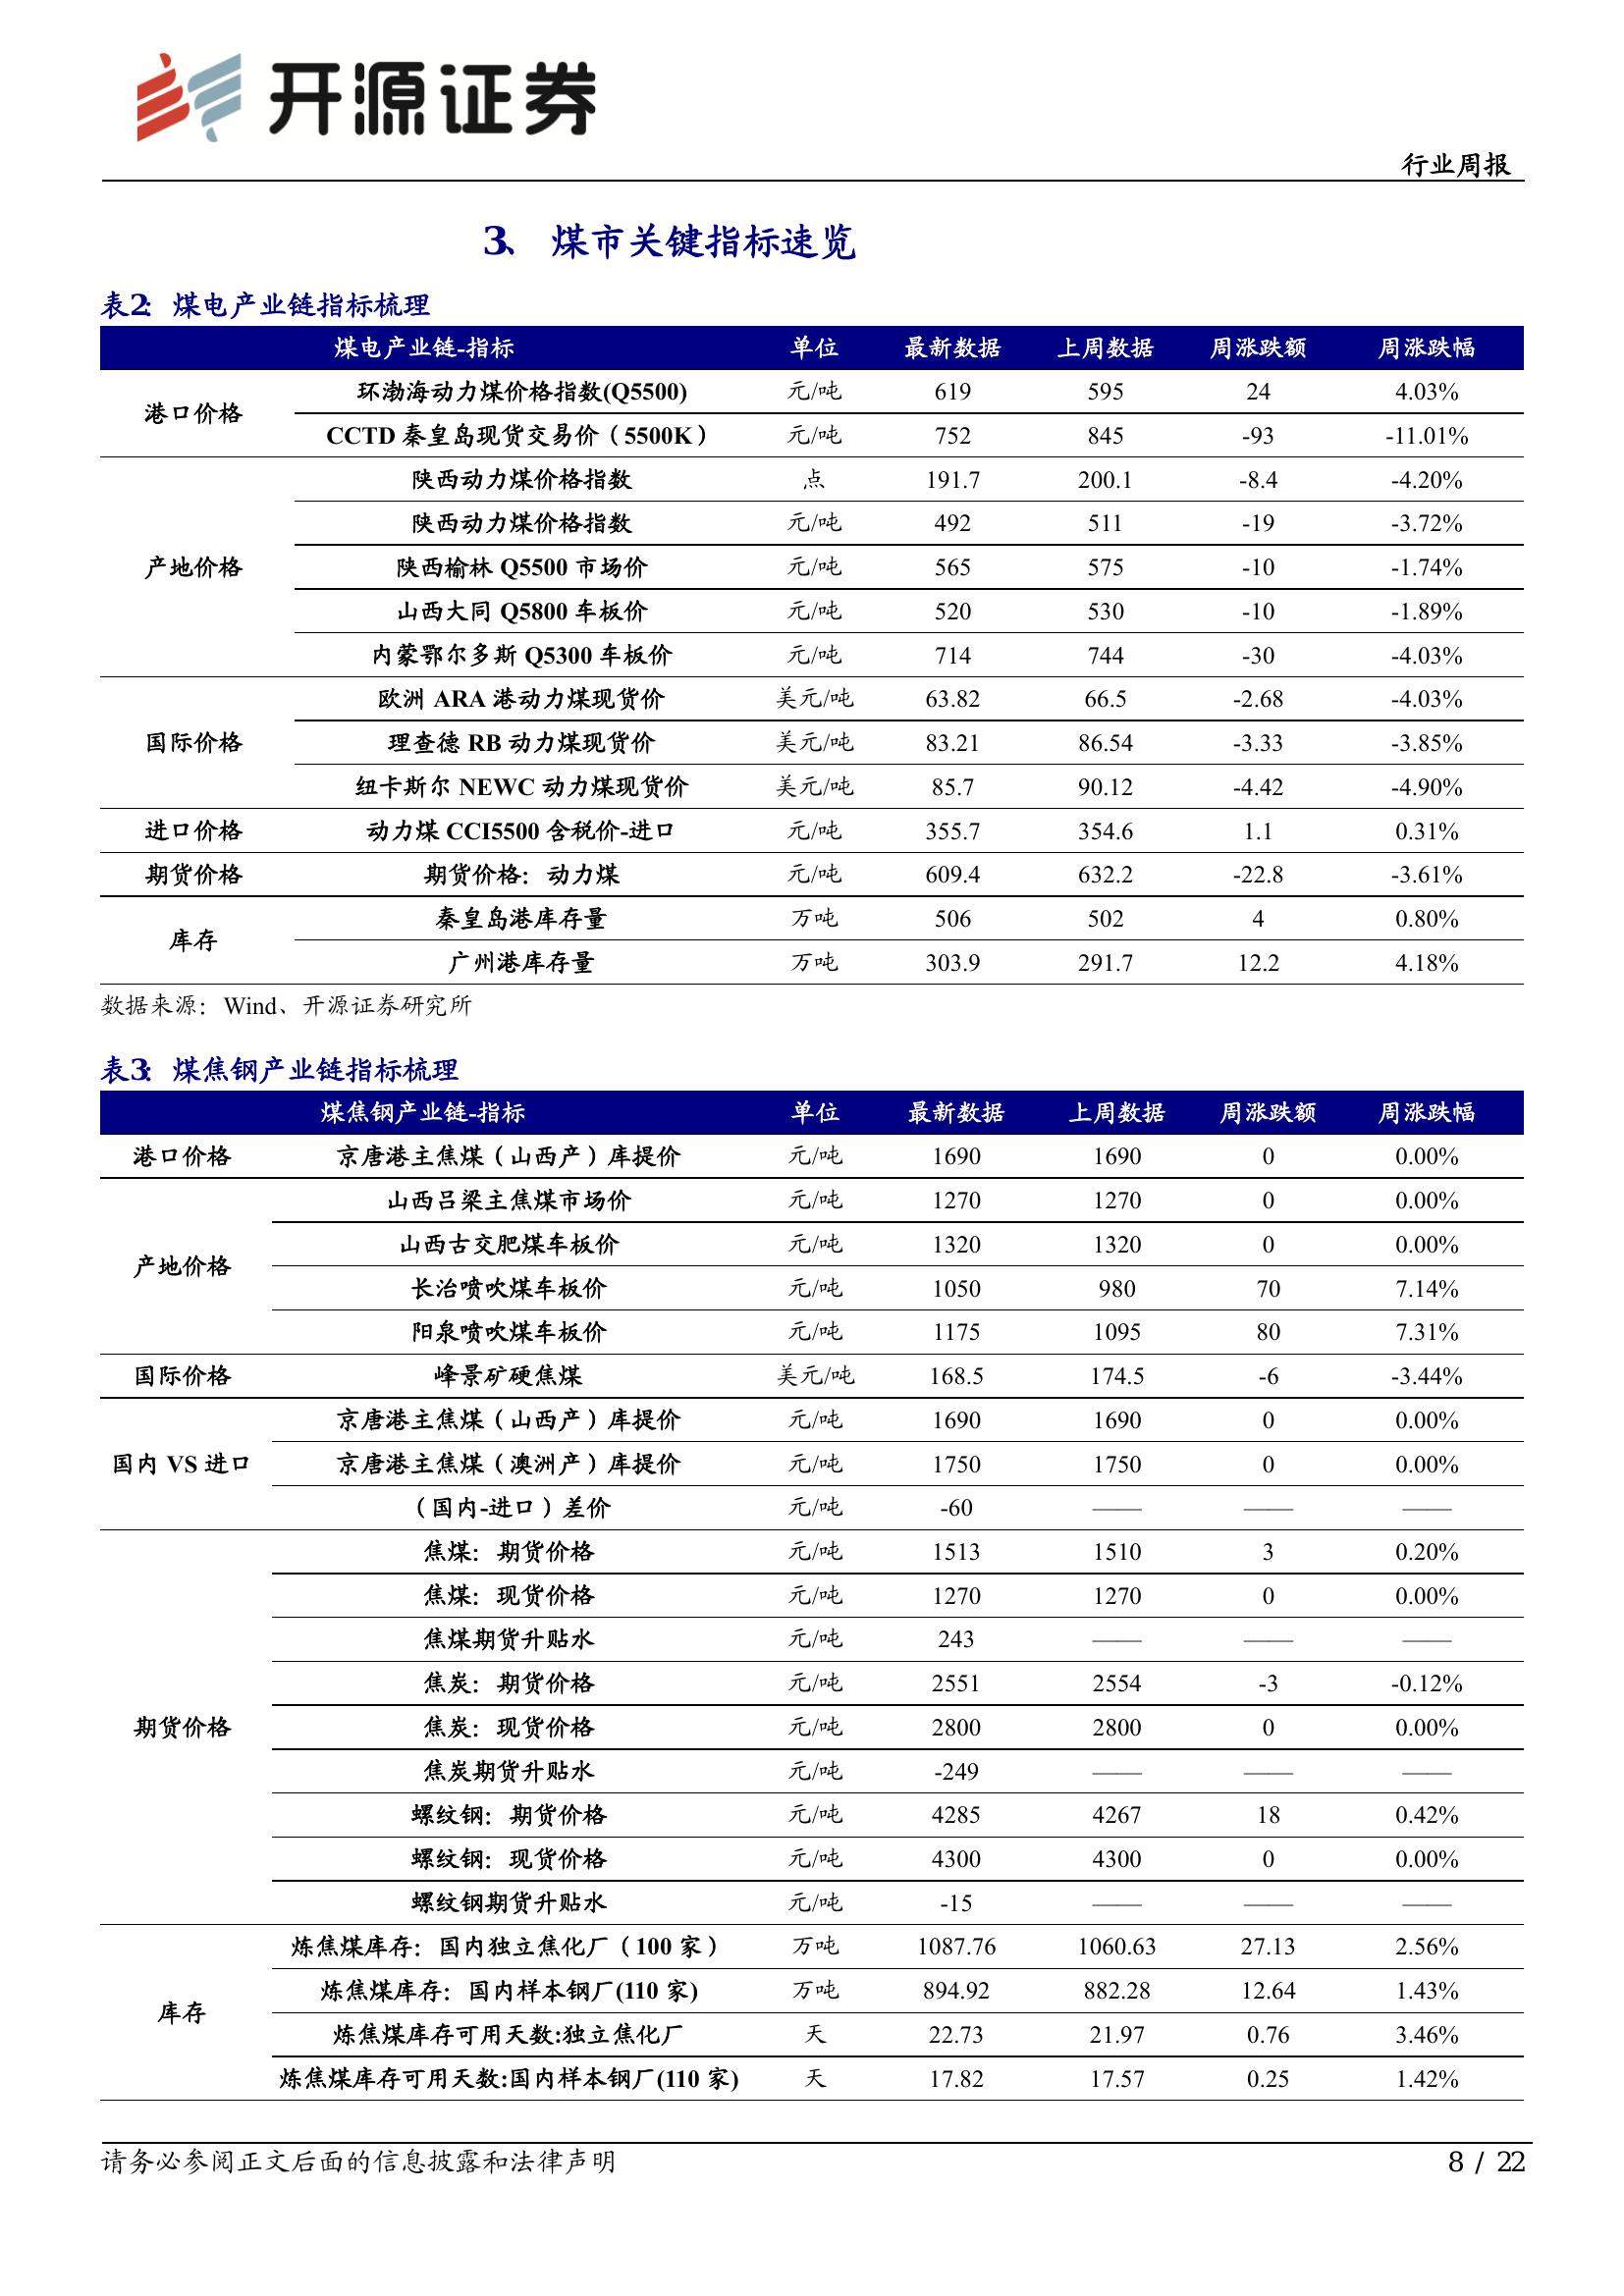 开源证券
行业周报
3、 煤市关键指标速览
表2：煤电产业链指标梳理
煤电产业链-指标 单位 最新数据 上周数据 周涨跌额 周涨跌幅
港口价格 环渤海动力煤价格指数(Q5500) 元/吨 619 595 24 4.03%
CCTD 秦皇岛现货交易价（5500K） 元/吨 752 845 -93 -11.01%
产地价格 陕西动力煤价格指数 点 191.7 200.1 -8.4 -4.20%
陕西动力煤价格指数 元/吨 492 511 -19 -3.72%
陕西榆林 Q5500 市场价 元/吨 565 575 -10 -1.74%
山西大同 Q5800 车板价 元/吨 520 530 -10 -1.89%
内蒙鄂尔多斯 Q5300 车板价 元/吨 714 744 -30 -4.03%
国际价格 欧洲 ARA 港动力煤现货价 美元/吨 63.82 66.5 -2.68 -4.03%
理查德 RB 动力煤现货价 美元/吨 83.21 86.54 -3.33 -3.85%
纽卡斯尔 NEWC 动力煤现货价 美元/吨 85.7 90.12 -4.42 -4.90%
进口价格 动力煤 CCI5500 含税价-进口 元/吨 355.7 354.6 1.1 0.31%
期货价格 期货价格：动力煤 元/吨 609.4 632.2 -22.8 -3.61%
库存 秦皇岛港库存量 万吨 506 502 4 0.80%
广州港库存量 万吨 303.9 291.7 12.2 4.18%
数据来源：Wind、开源证券研究所
表3：煤焦钢产业链指标梳理
煤焦钢产业链-指标 单位 最新数据 上周数据 周涨跌额 周涨跌幅
港口价格 京唐港主焦煤（山西产）库提价 元/吨 1690 1690 0 0.00%
产地价格 山西吕梁主焦煤市场价 元/吨 1270 1270 0 0.00%
山西古交肥煤车板价 元/吨 1320 1320 0 0.00%
长治喷吹煤车板价 元/吨 1050 980 70 7.14%
阳泉喷吹煤车板价 元/吨 1175 1095 80 7.31%
国际价格 峰景矿硬焦煤 美元/吨 168.5 174.5 -6 -3.44%
国内 VS 进口 京唐港主焦煤（山西产）库提价 元/吨 1690 1690 0 0.00%
京唐港主焦煤（澳洲产）库提价 元/吨 1750 1750 0 0.00%
（国内-进口）差价 元/吨 -60 —— —— ——
期货价格 焦煤：期货价格 元/吨 1513 1510 3 0.20%
焦煤：现货价格 元/吨 1270 1270 0 0.00%
焦煤期货升贴水 元/吨 243 —— —— ——
焦炭：期货价格 元/吨 2551 2554 -3 -0.12%
焦炭：现货价格 元/吨 2800 2800 0 0.00%
焦炭期货升贴水 元/吨 -249 —— —— ——
螺纹钢：期货价格 元/吨 4285 4267 18 0.42%
螺纹钢：现货价格 元/吨 4300 4300 0 0.00%
螺纹钢期货升贴水 元/吨 -15 —— —— ——
库存 炼焦煤库存：国内独立焦化厂（100 家） 万吨 1087.76 1060.63 27.13 2.56%
炼焦煤库存：国内样本钢厂(110 家) 万吨 894.92 882.28 12.64 1.43%
炼焦煤库存可用天数:独立焦化厂 天 22.73 21.97 0.76 3.46%
炼焦煤库存可用天数:国内样本钢厂(110 家) 天 17.82 17.57 0.25 1.42%
请务必参阅正文后面的信息披露和法律声明 8 / 22